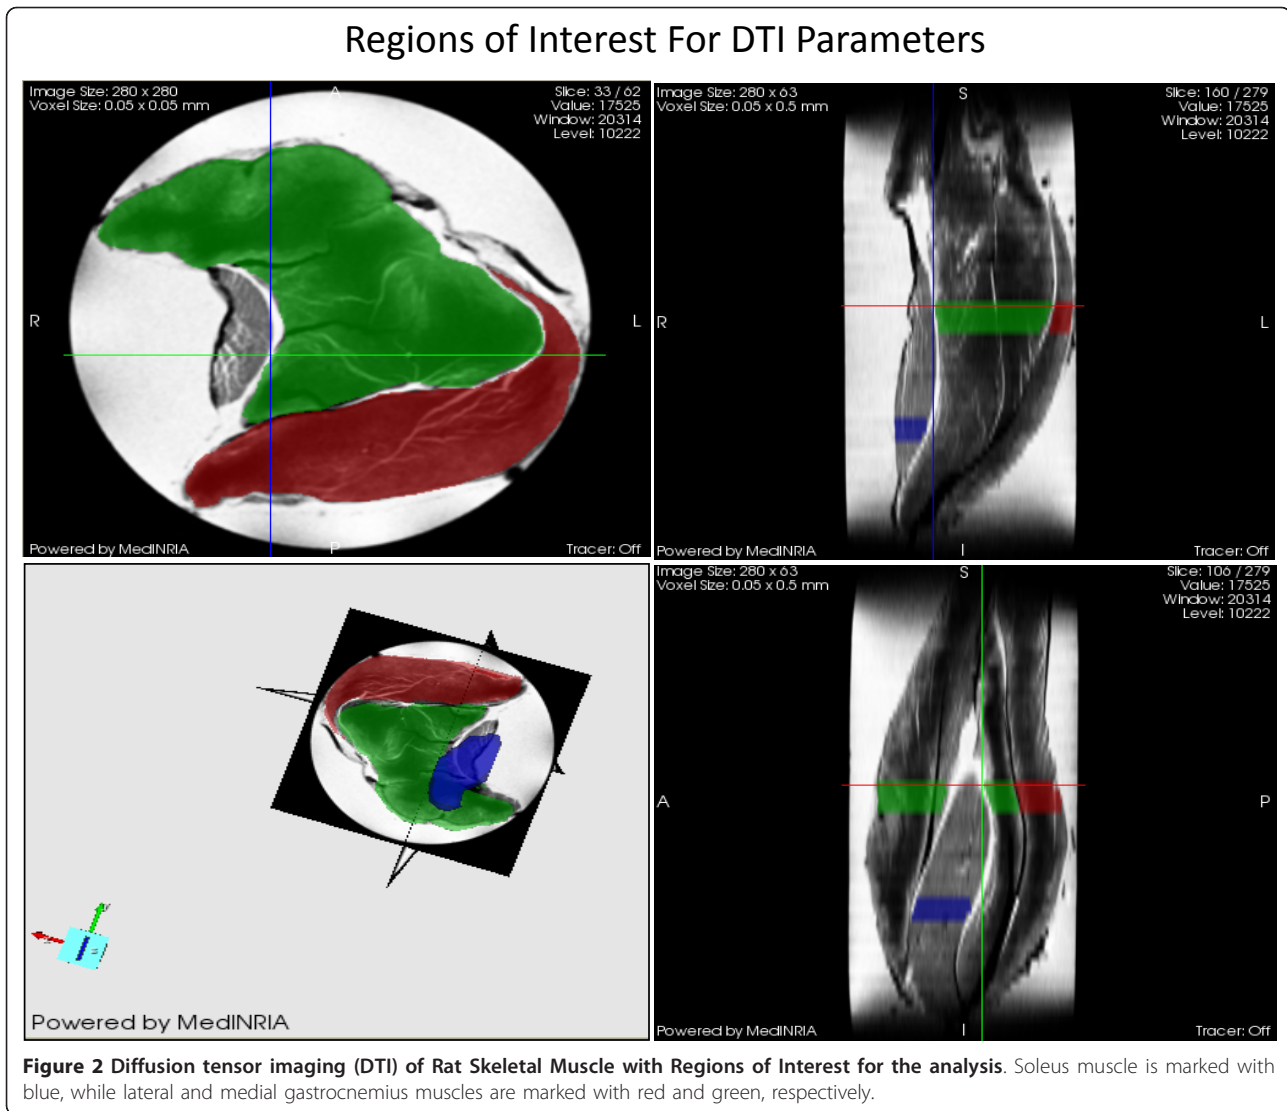 Regions of Interest For DTI Parameters
Image Size: 280 x 280
Voxel Size: 0.05 x 0.05 mm
A
Slice: 33 / 62
Value: 17525
Window: 20314
Level: 10222
R
L
Powered by MedINRIA
P
Tracer: Off
Image Size: 280 x 63
Voxel Size: 0.05 x 0.5 mm
S
Slice: 160 / 279
Value: 17525
Window: 20314
Level: 10222
R
L
Powered by MedINRIA
I
Tracer: Off
Powered by MedINRIA
Image Size: 280 x 63
Voxel Size: 0.05 x 0.5 mm
S
Slice: 106 / 279
Value: 17525
Window: 20314
Level: 10222
A
P
Powered by MedINRIA
I
Tracer: Off
Figure 2 Diffusion tensor imaging (DTI) of Rat Skeletal Muscle with Regions of Interest for the analysis. Soleus muscle is marked with
blue, while lateral and medial gastrocnemius muscles are marked with red and green, respectively.